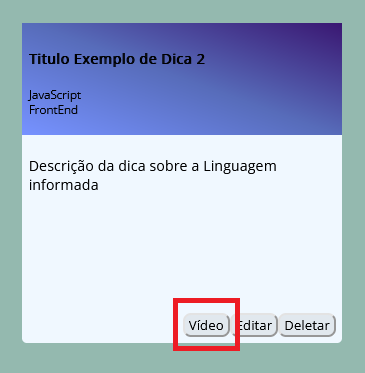 Titulo Exemplo de Dica 2
JavaScript
FrontEnd
Descrição da dica sobre a Linguagem
informada
Vídeo Editar Deletar